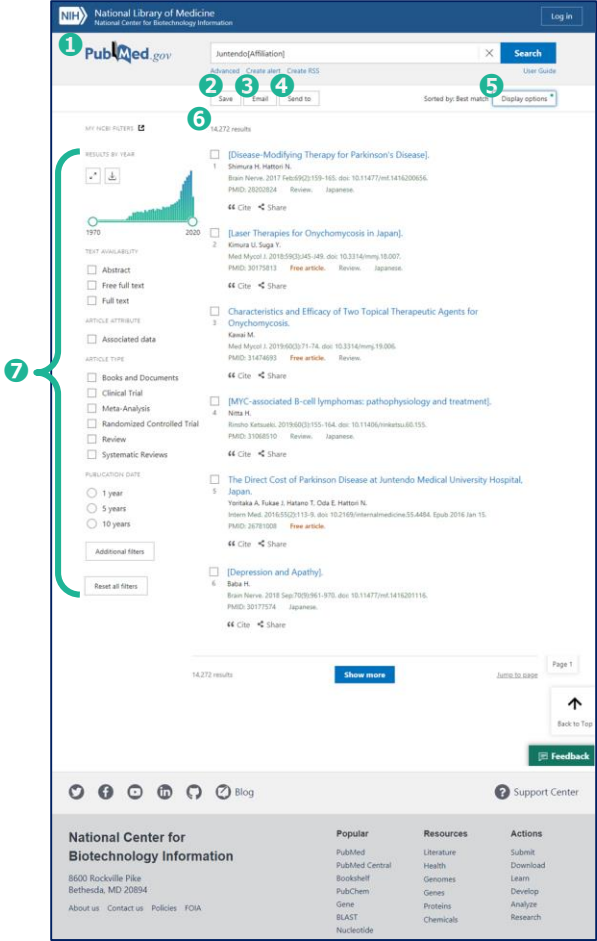 NIH National Library of Medicine
National Center for Biotechnology Information
Log in
1
PubMed.gov
Juntendo[Affiliation]
Search
Advanced Create alert Create RSS
User Guide
2 3 4 5
Save Email Send to
Sorted by: Best match Display options
6
MY NCBI FILTERS
14,272 results
7
RESULTS BY YEAR
1970 2020
TEXT AVAILABILITY
Abstract
Free full text
Full text
ARTICLE ATTRIBUTE
Associated data
ARTICLE TYPE
Books and Documents
Clinical Trial
Meta-Analysis
Randomized Controlled Trial
Review
Systematic Reviews
PUBLICATION DATE
1 year
5 years
10 years
Additional filters
Reset all filters
[Disease-Modifying Therapy for Parkinson's Disease].
1 Shimura H, Hattori N.
Brain Nerve. 2017 Feb;69(2):159-165. doi: 10.11477/mf.1416200656.
PMID: 28202824 Review. Japanese.
Cite Share
[Laser Therapies for Onychomycosis in Japan].
2 Kimura U, Suga Y.
Med Mycol J. 2018;59(3):J45-J49. doi: 10.3314/mmj.18.007.
PMID: 30175813 Free article. Review. Japanese.
Cite Share
Characteristics and Efficacy of Two Topical Therapeutic Agents for
3 Onychomycosis.
Kawai M.
Med Mycol J. 2019;60(3):71-74. doi: 10.3314/mmj.19.006.
PMID: 31474693 Free article. Review.
Cite Share
[MYC-associated B-cell lymphomas: pathophysiology and treatment].
4 Nitta H.
Rinsho Ketsueki. 2019;60(3):155-164. doi: 10.11406/rinketsu.60.155.
PMID: 31068510 Review. Japanese.
Cite Share
The Direct Cost of Parkinson Disease at Juntendo Medical University Hospital,
5 Japan.
Yoritaka A, Fukae J, Hatano T, Oda E, Hattori N.
Intern Med. 2016;55(2):113-9. doi: 10.2169/internalmedicine.55.4484. Epub 2016 Jan 15.
PMID: 26781008 Free article.
Cite Share
[Depression and Apathy].
6 Baba H.
Brain Nerve. 2018 Sep;70(9):961-970. doi: 10.11477/mf.1416201116.
PMID: 30177574 Japanese.
Cite Share
14,272 results
Show more
Jump to page
Page 1
Back to Top
Feedback
Blog
Support Center
National Center for
Biotechnology Information
8600 Rockville Pike
Bethesda, MD 20894
About us Contact us Policies FOIA
Popular
PubMed
PubMed Central
Bookshelf
PubChem
Gene
BLAST
Nucleotide
Resources
Literature
Health
Genomes
Genes
Proteins
Chemicals
Actions
Submit
Download
Learn
Develop
Analyze
Research